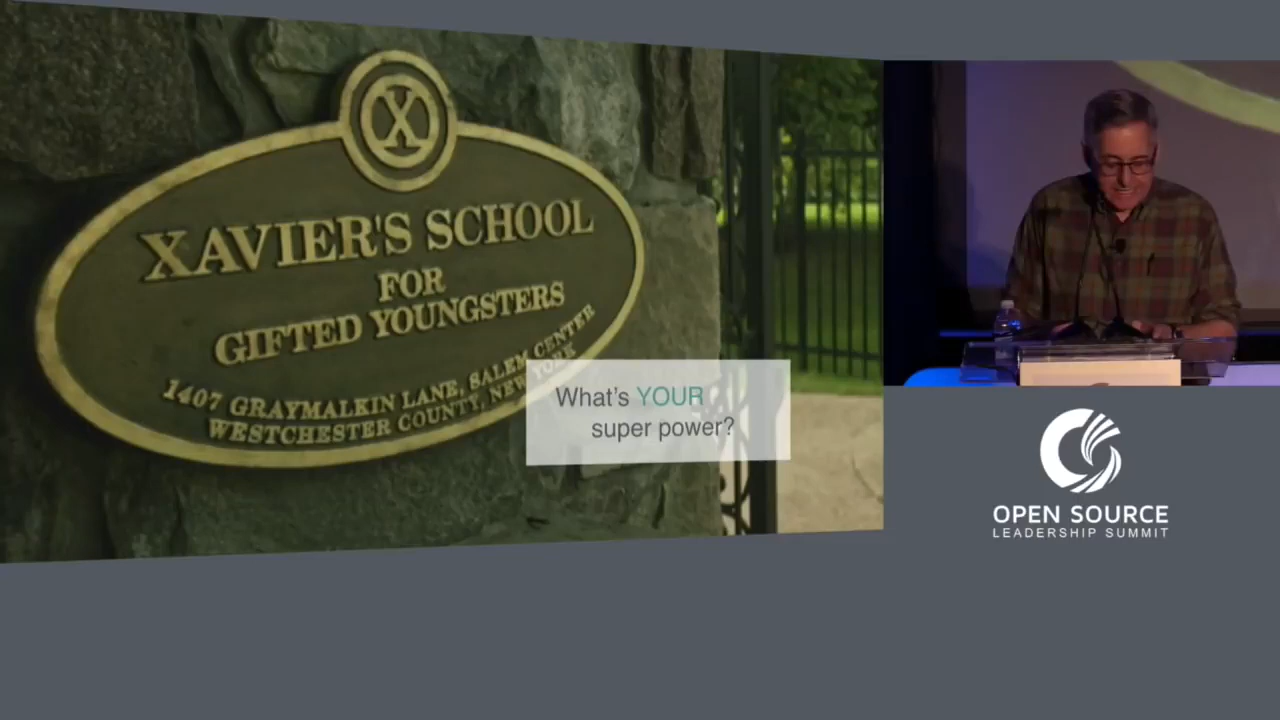 X
XAVIER'S SCHOOL
FOR
GIFTED YOUNGSTERS
1407 GRAYMALKIN LANE, SALEM CENTER
WESTCHESTER COUNTY, NEW YORK
What's YOUR
super power?
OPEN SOURCE
LEADERSHIP SUMMIT